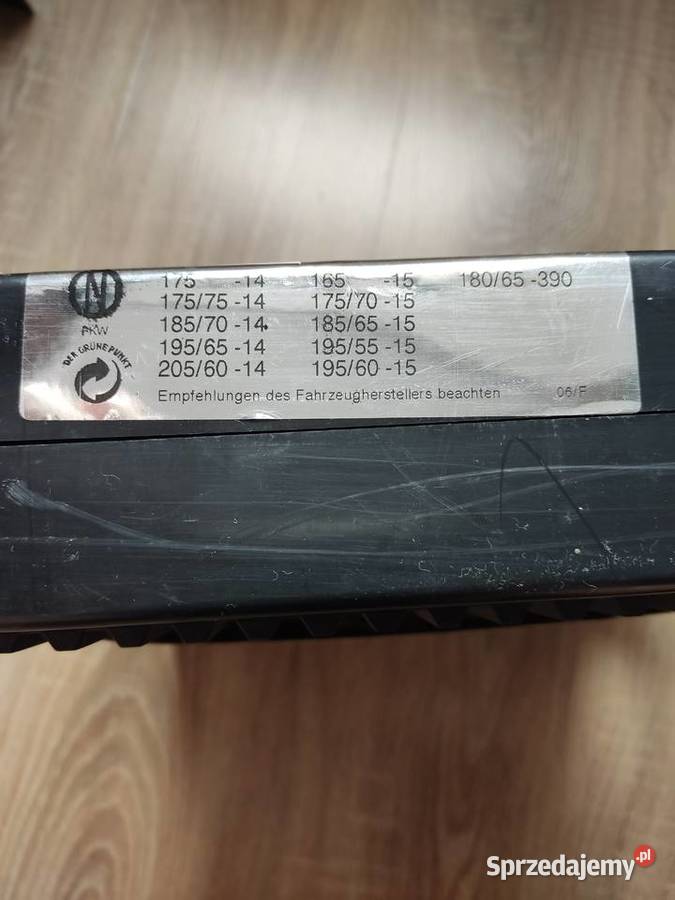 N
PKW
DER GRÜNE PUNKT
175 -14 165 -15 180/65 -390
175/75 -14 175/70 -15
185/70 -14 185/65 -15
195/65 -14 195/55 -15
205/60 -14 195/60 -15
Empfehlungen des Fahrzeugherstellers beachten 06/F
Sprzedajemy.pl